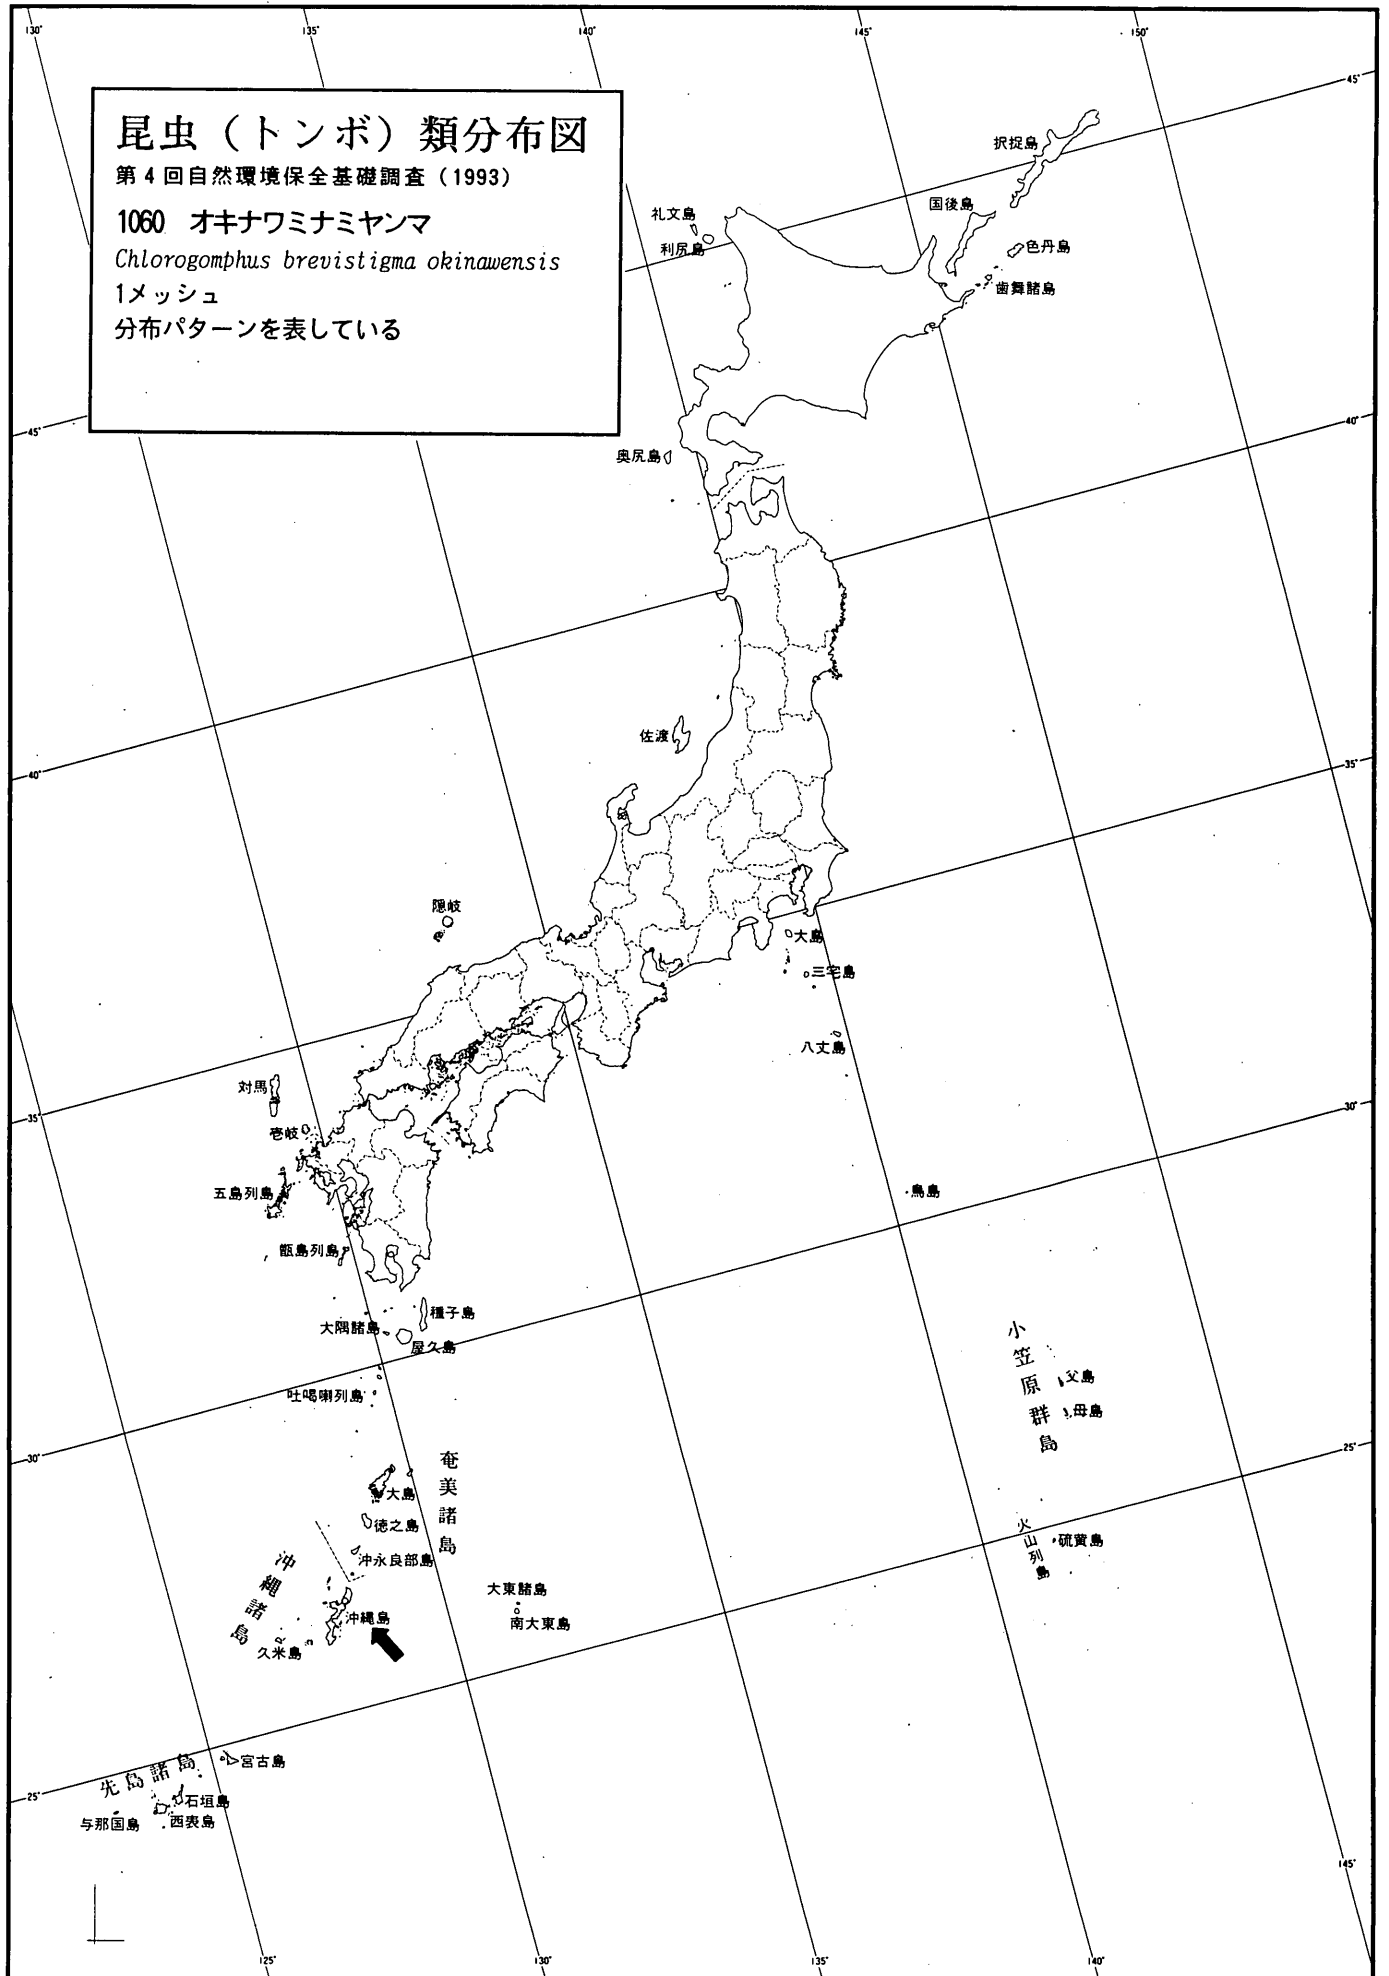 130°
135°
140°
145°
150°
昆虫（トンボ）類分布図
第4回自然環境保全基礎調査（1993）
1060 オキナワミナミヤンマ
Chlorogomphus brevistigma okinawensis
1メッシュ
分布パターンを表している
45°
択捉島
国後島
色丹島
歯舞諸島
礼文島
利尻島
45°
40°
奥尻島
佐渡
40°
35°
隠岐
大島
三宅島
八丈島
対馬
壱岐
35°
30°
五島列島
鳥島
甑島列島
種子島
大隅諸島
屋久島
吐噶喇列島
小笠原群島
父島
母島
30°
25°
奄美諸島
大島
徳之島
沖永良部島
火山列島
硫黄島
沖縄諸島
沖縄島
久米島
大東諸島
南大東島
先島諸島
宮古島
石垣島
西表島
与那国島
25°
145°
125°
130°
135°
140°